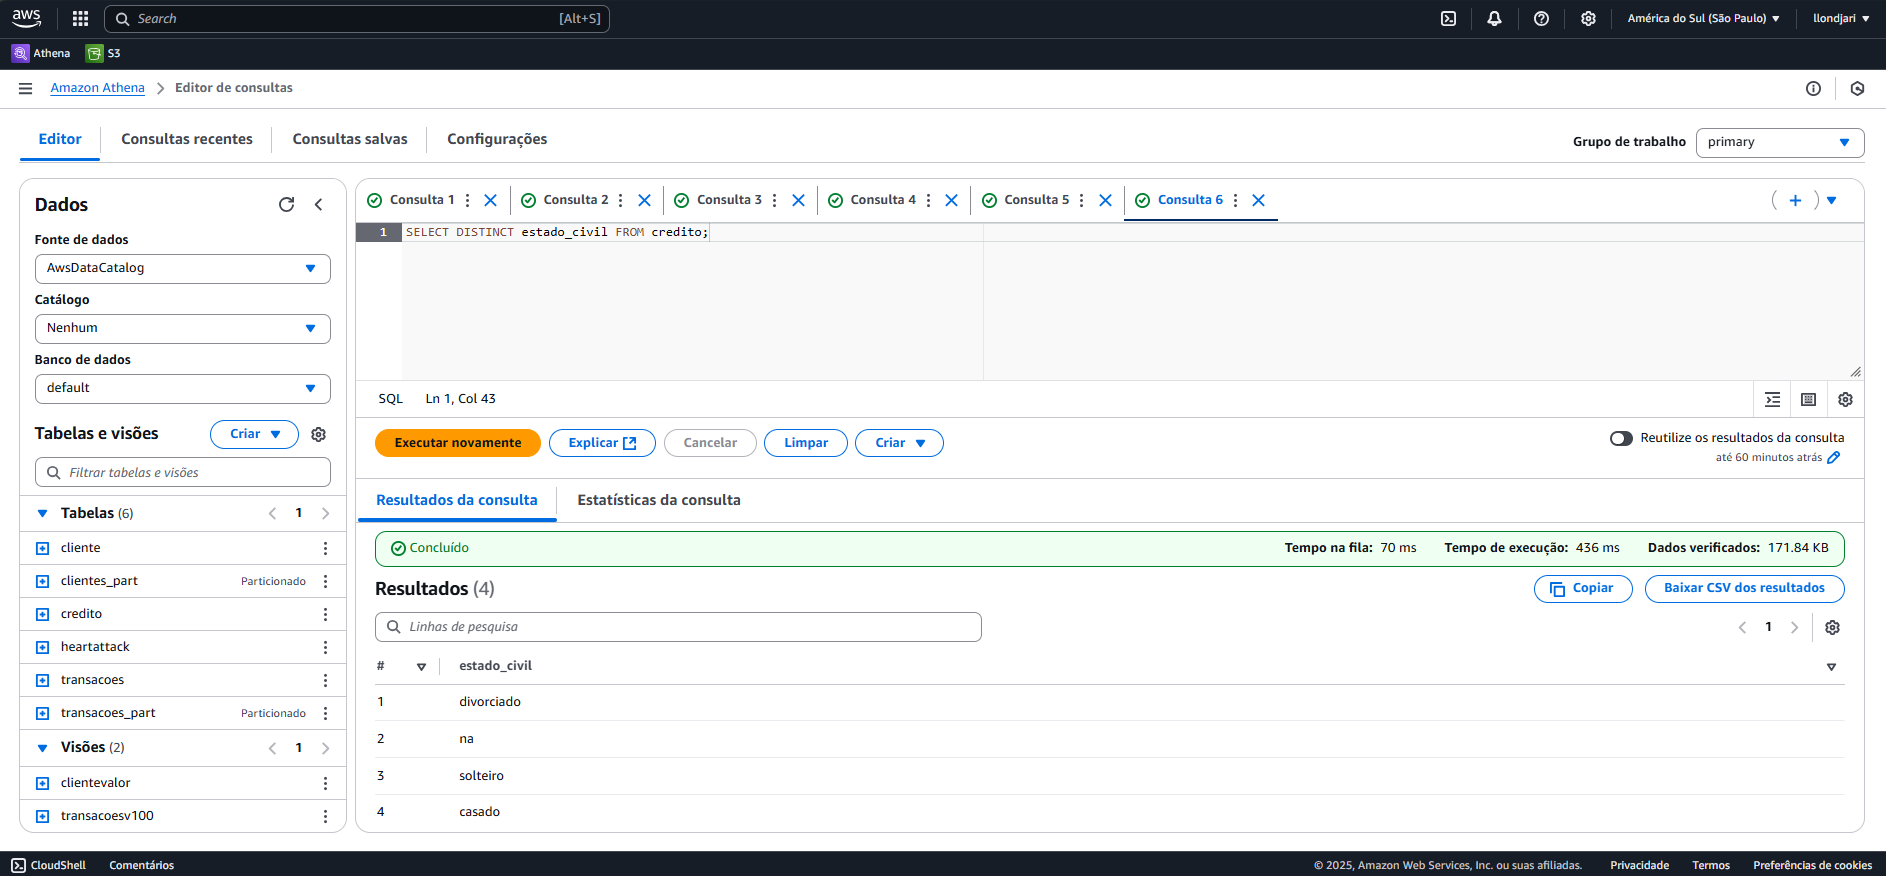 aws
Search [Alt+S]
América do Sul (São Paulo)
llondjari
Athena
S3
Amazon Athena
Editor de consultas
Editor
Consultas recentes
Consultas salvas
Configurações
Grupo de trabalho
primary
Dados
Fonte de dados
AwsDataCatalog
Catálogo
Nenhum
Banco de dados
default
Tabelas e visões
Criar
Filtrar tabelas e visões
Tabelas (6)
1
cliente
clientes_part Particionado
credito
heartattack
transacoes
transacoes_part Particionado
Visões (2)
1
clientevalor
transacoesv100
Consulta 1
Consulta 2
Consulta 3
Consulta 4
Consulta 5
Consulta 6
1 SELECT DISTINCT estado_civil FROM credito;
SQL Ln 1, Col 43
Executar novamente
Explicar
Cancelar
Limpar
Criar
Reutilize os resultados da consulta
até 60 minutos atrás
Resultados da consulta
Estatísticas da consulta
Concluído
Tempo na fila: 70 ms
Tempo de execução: 436 ms
Dados verificados: 171.84 KB
Resultados (4)
Copiar
Baixar CSV dos resultados
Linhas de pesquisa
1
# estado_civil
1 divorciado
2 na
3 solteiro
4 casado
CloudShell
Comentários
© 2025, Amazon Web Services, Inc. ou suas afiliadas.
Privacidade
Termos
Preferências de cookies